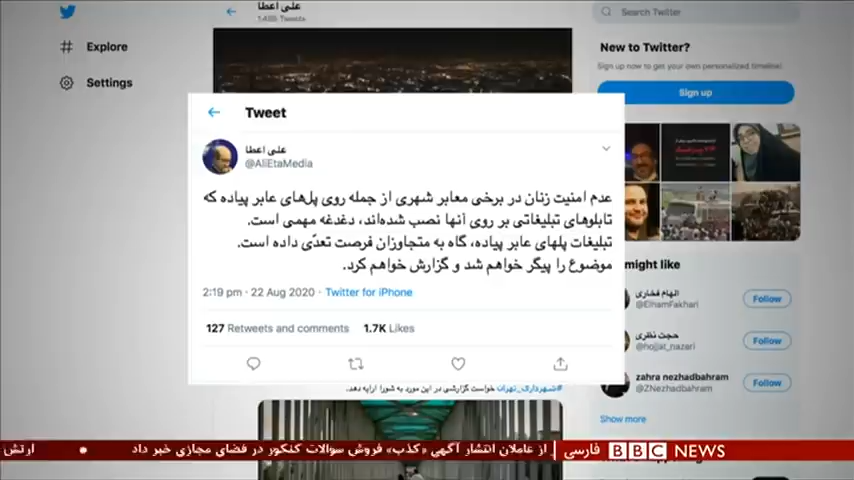 علی اعطا
Search Twitter
Explore
Settings
New to Twitter?
Sign up now to get your own personalized timeline!
Sign up
Tweet
علی اعطا
@AliEtaMedia
عدم امنیت زنان در برخی معابر شهری از جمله روی پل‌های عابر پیاده که
تابلوهای تبلیغاتی بر روی آنها نصب شده‌اند، دغدغه مهمی است.
تبلیغات پلهای عابر پیاده، گاه به متجاوزان فرصت تعدّی داده است.
موضوع را پیگر خواهم شد و گزارش خواهم کرد.
2:19 pm · 22 Aug 2020 · Twitter for iPhone
127 Retweets and comments 1.7K Likes
might like
الهام فخاری
@ElhamFakhari
Follow
حجت نظری
@hojjat_nazari
Follow
zahra nezhadbahram
@ZNezhadbahram
Follow
Show more
#شهرداری_تهران خواست گزارشی در این مورد به شورا ارایه دهد.
از عاملان انتشار آگهی «کذب» فروش سوالات کنکور در فضای مجازی خبر داد
ارتش
BBC NEWS فارسی